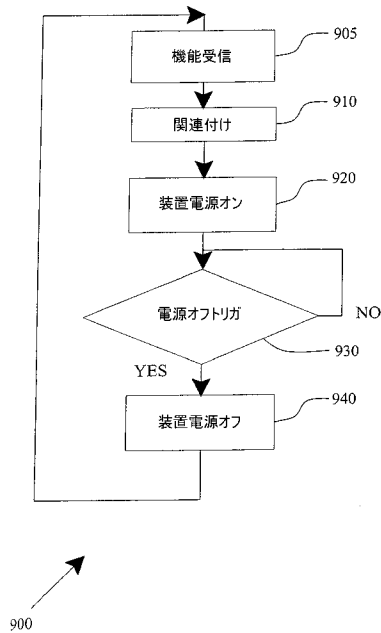 機能受信
905
関連付け
910
装置電源オン
920
電源オフトリガ
NO
930
YES
装置電源オフ
940
900